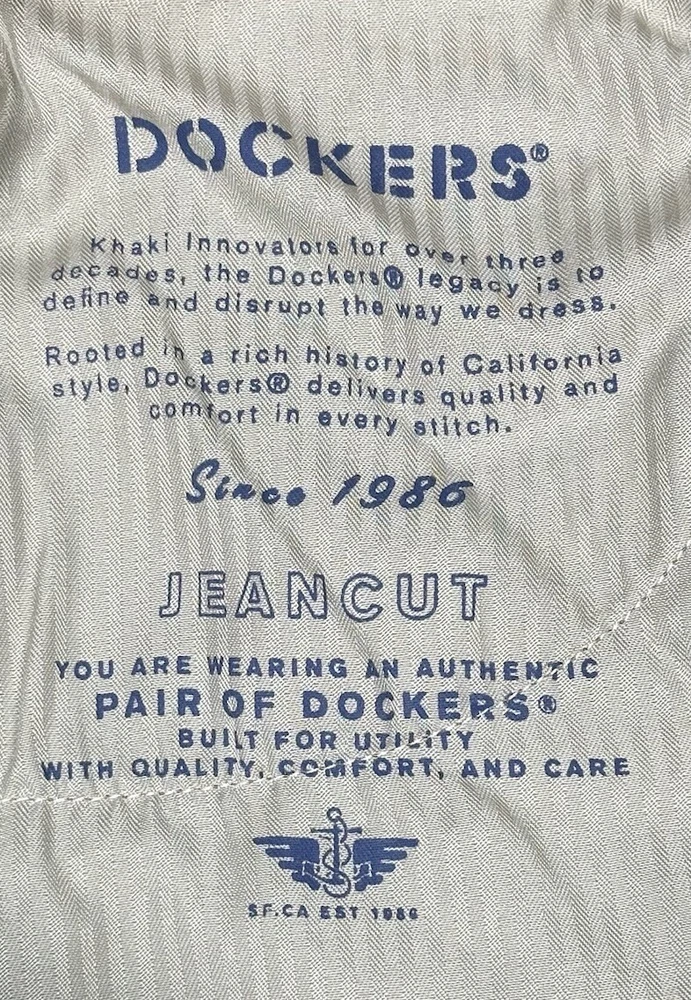 DOCKERS®
Khaki Innovators for over three
decades, the Dockers® legacy is to
define and disrupt the way we dress.
Rooted in a rich history of California
style, Dockers® delivers quality and
comfort in every stitch.
Since 1986
JEANCUT
YOU ARE WEARING AN AUTHENTIC
PAIR OF DOCKERS®
BUILT FOR UTILITY
WITH QUALITY, COMFORT, AND CARE
SF.CA EST 1986